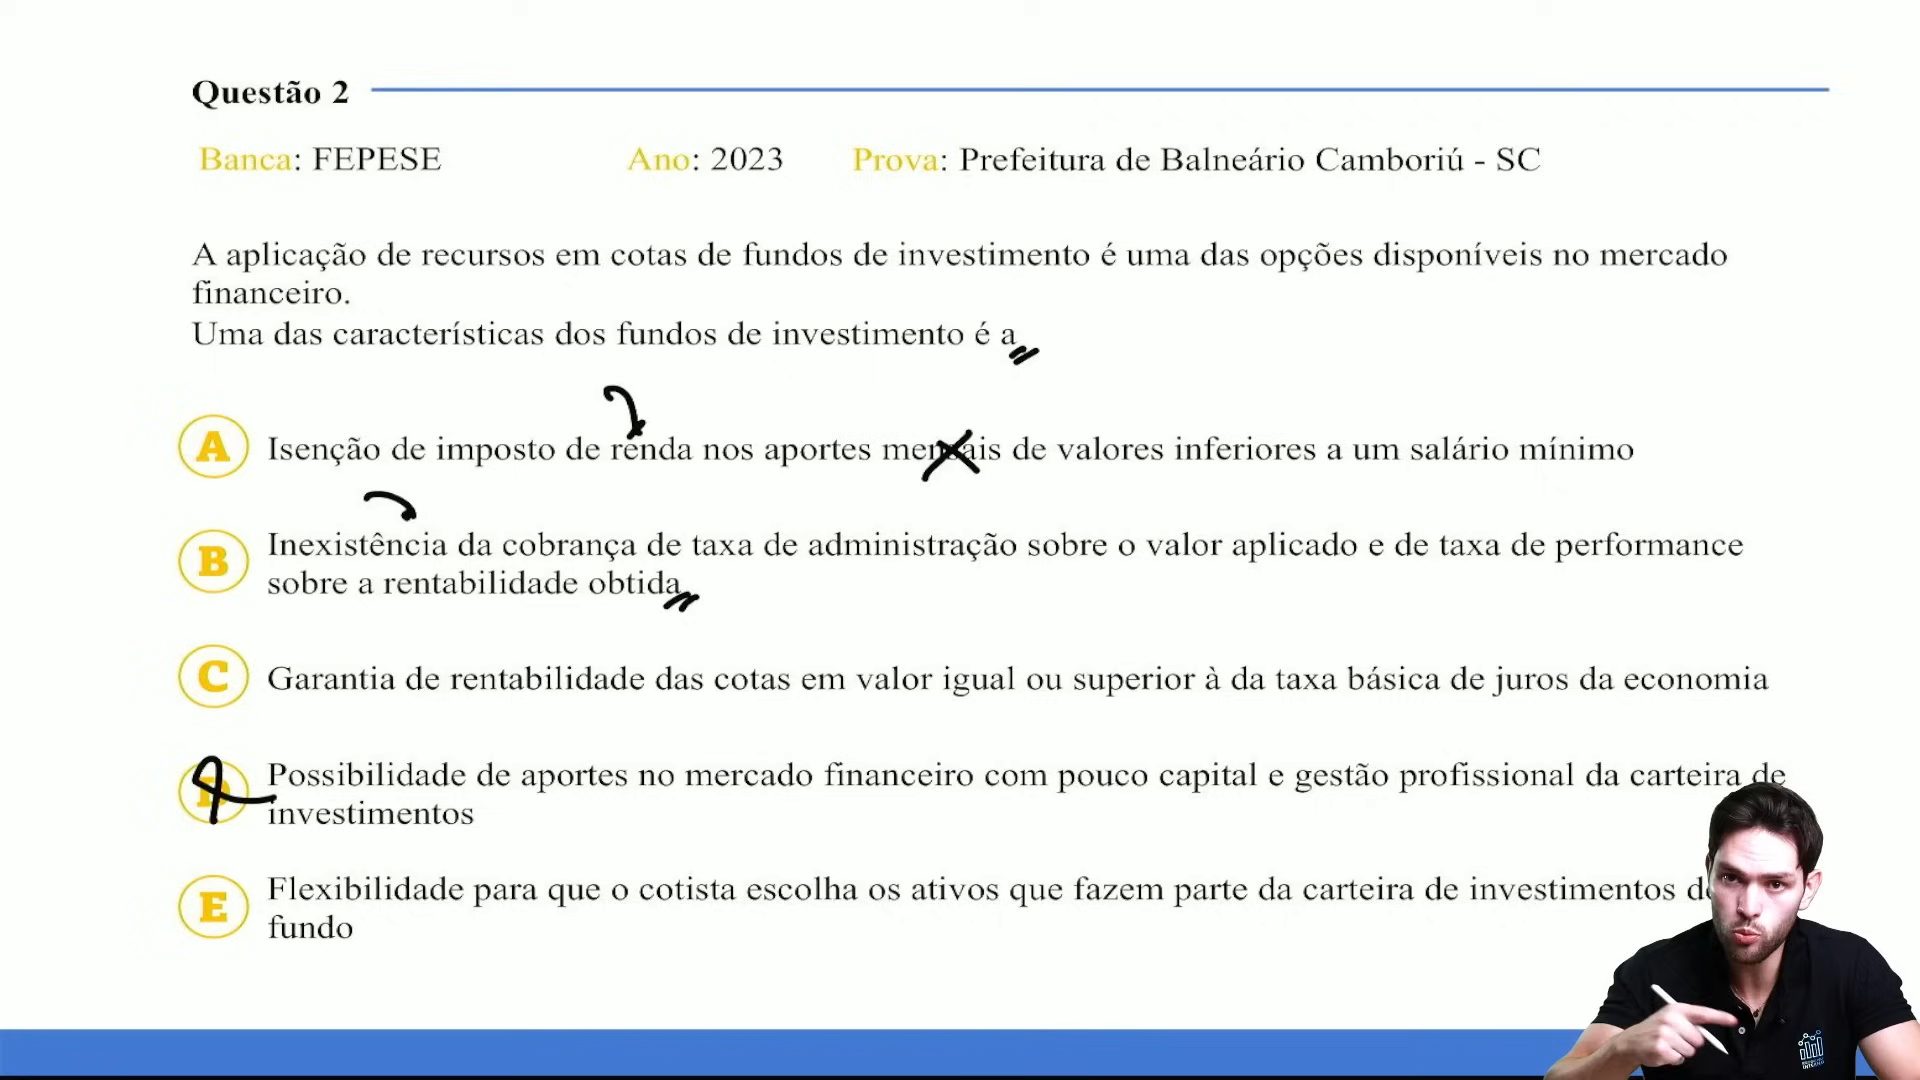 Questão 2
Banca: FEPESE Ano: 2023 Prova: Prefeitura de Balneário Camboriú - SC
A aplicação de recursos em cotas de fundos de investimento é uma das opções disponíveis no mercado
financeiro.
Uma das características dos fundos de investimento é a
A Isenção de imposto de renda nos aportes mensais de valores inferiores a um salário mínimo
B Inexistência da cobrança de taxa de administração sobre o valor aplicado e de taxa de performance
sobre a rentabilidade obtida
C Garantia de rentabilidade das cotas em valor igual ou superior à da taxa básica de juros da economia
D Possibilidade de aportes no mercado financeiro com pouco capital e gestão profissional da carteira de
investimentos
E Flexibilidade para que o cotista escolha os ativos que fazem parte da carteira de investimentos
fundo